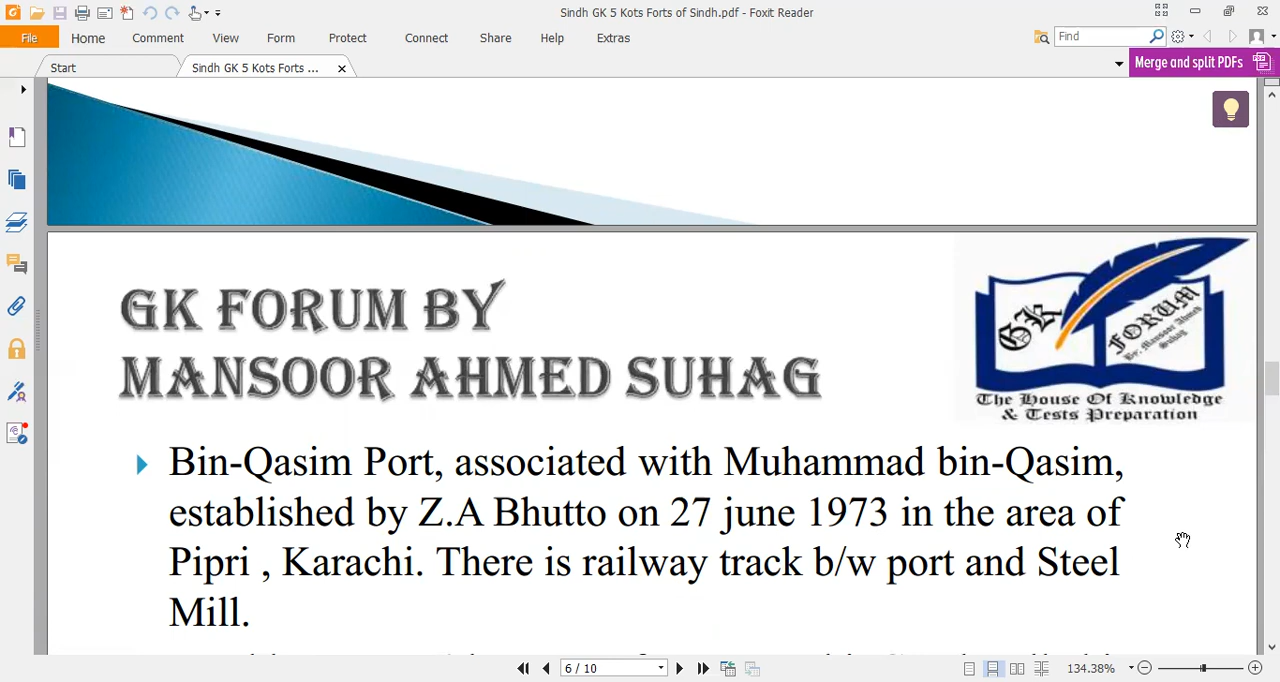 Sindh GK 5 Kots Forts of Sindh.pdf - Foxit Reader
File Home Comment View Form Protect Connect Share Help Extras Find
Start Sindh GK 5 Kots Forts ... Merge and split PDFs
GK FORUM BY
MANSOOR AHMED SUHAG
GK FORUM
By. Mansoor Ahmed
Suhag
The House Of Knowledge
& Tests Preparation
Bin-Qasim Port, associated with Muhammad bin-Qasim,
established by Z.A Bhutto on 27 june 1973 in the area of
Pipri , Karachi. There is railway track b/w port and Steel
Mill.
6 / 10 134.38%